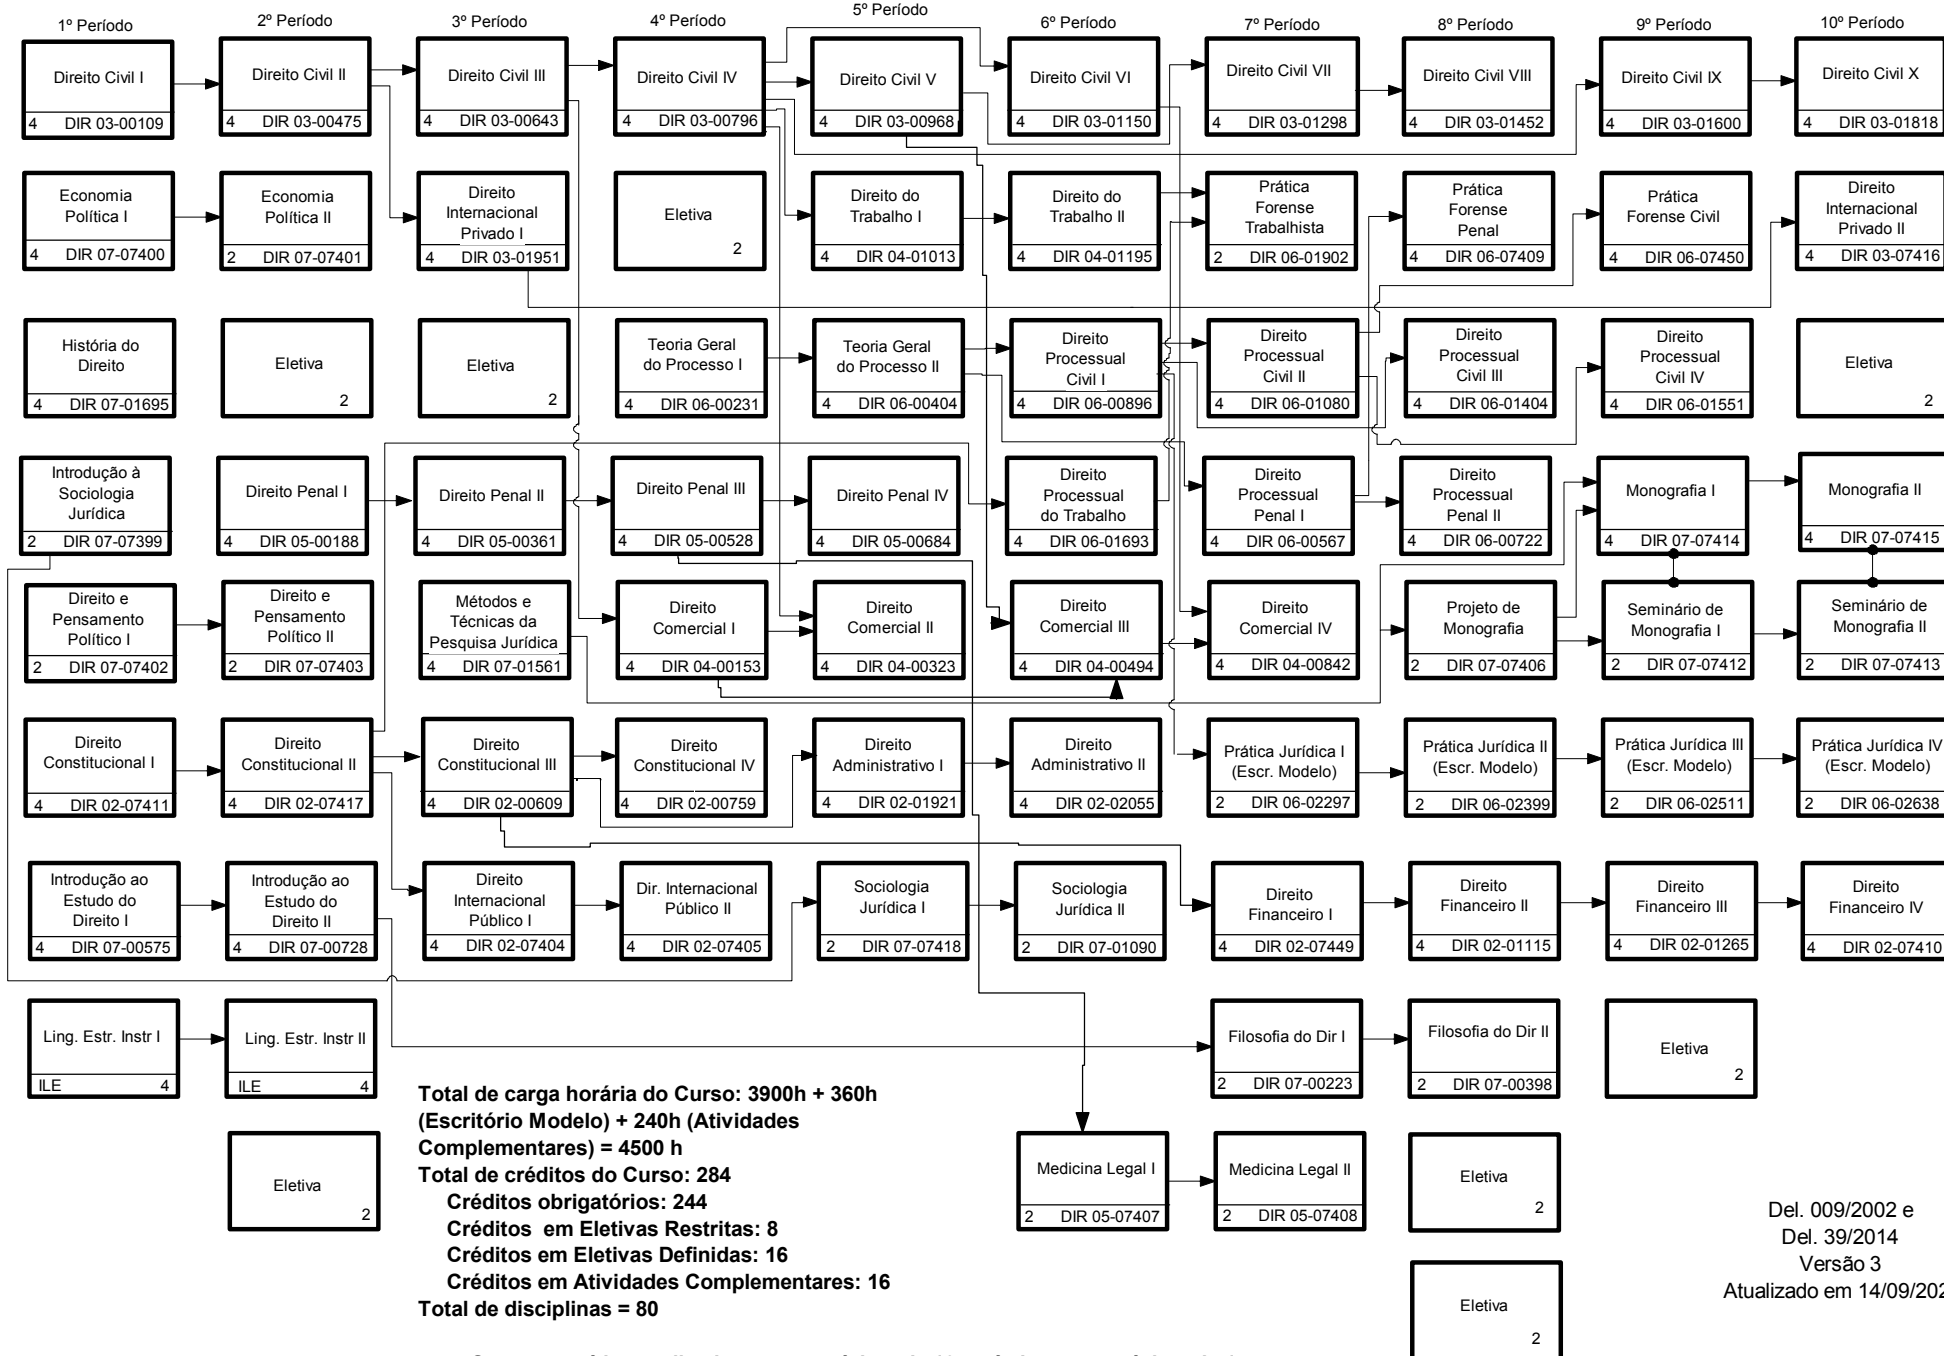 1º Período
2º Período
3º Período
4º Período
5º Período
6º Período
7º Período
8º Período
9º Período
10º Período
Direito Civil I
4 DIR 03-00109
Direito Civil II
4 DIR 03-00475
Direito Civil III
4 DIR 03-00643
Direito Civil IV
4 DIR 03-00796
Direito Civil V
4 DIR 03-00968
Direito Civil VI
4 DIR 03-01150
Direito Civil VII
4 DIR 03-01298
Direito Civil VIII
4 DIR 03-01452
Direito Civil IX
4 DIR 03-01600
Direito Civil X
4 DIR 03-01818
Economia
Política I
4 DIR 07-07400
Economia
Política II
2 DIR 07-07401
Direito
Internacional
Privado I
4 DIR 03-01951
Eletiva
2
Direito do
Trabalho I
4 DIR 04-01013
Direito do
Trabalho II
4 DIR 04-01195
Prática
Forense
Trabalhista
2 DIR 06-01902
Prática
Forense
Penal
4 DIR 06-07409
Prática
Forense Civil
4 DIR 06-07450
Direito
Internacional
Privado II
4 DIR 03-07416
História do
Direito
4 DIR 07-01695
Eletiva
2
Eletiva
2
Teoria Geral
do Processo I
4 DIR 06-00231
Teoria Geral
do Processo II
4 DIR 06-00404
Direito
Processual
Civil I
4 DIR 06-00896
Direito
Processual
Civil II
4 DIR 06-01080
Direito
Processual
Civil III
4 DIR 06-01404
Direito
Processual
Civil IV
4 DIR 06-01551
Eletiva
2
Introdução à
Sociologia
Jurídica
2 DIR 07-07399
Direito Penal I
4 DIR 05-00188
Direito Penal II
4 DIR 05-00361
Direito Penal III
4 DIR 05-00528
Direito Penal IV
4 DIR 05-00684
Direito
Processual
do Trabalho
4 DIR 06-01693
Direito
Processual
Penal I
4 DIR 06-00567
Direito
Processual
Penal II
4 DIR 06-00722
Monografia I
4 DIR 07-07414
Monografia II
4 DIR 07-07415
Direito e
Pensamento
Político I
2 DIR 07-07402
Direito e
Pensamento
Político II
2 DIR 07-07403
Métodos e
Técnicas da
Pesquisa Jurídica
4 DIR 07-01561
Direito
Comercial I
4 DIR 04-00153
Direito
Comercial II
4 DIR 04-00323
Direito
Comercial III
4 DIR 04-00494
Direito
Comercial IV
4 DIR 04-00842
Projeto de
Monografia
2 DIR 07-07406
Seminário de
Monografia I
2 DIR 07-07412
Seminário de
Monografia II
2 DIR 07-07413
Direito
Constitucional I
4 DIR 02-07411
Direito
Constitucional II
4 DIR 02-07417
Direito
Constitucional III
4 DIR 02-00609
Direito
Constitucional IV
4 DIR 02-00759
Direito
Administrativo I
4 DIR 02-01921
Direito
Administrativo II
4 DIR 02-02055
Prática Jurídica I
(Escr. Modelo)
2 DIR 06-02297
Prática Jurídica II
(Escr. Modelo)
2 DIR 06-02399
Prática Jurídica III
(Escr. Modelo)
2 DIR 06-02511
Prática Jurídica IV
(Escr. Modelo)
2 DIR 06-02638
Introdução ao
Estudo do
Direito I
4 DIR 07-00575
Introdução ao
Estudo do
Direito II
4 DIR 07-00728
Direito
Internacional
Público I
4 DIR 02-07404
Dir. Internacional
Público II
4 DIR 02-07405
Sociologia
Jurídica I
2 DIR 07-07418
Sociologia
Jurídica II
2 DIR 07-01090
Direito
Financeiro I
4 DIR 02-07449
Direito
Financeiro II
4 DIR 02-01115
Direito
Financeiro III
4 DIR 02-01265
Direito
Financeiro IV
4 DIR 02-07410
Ling. Estr. Instr I
ILE 4
Ling. Estr. Instr II
ILE 4
Filosofia do Dir I
2 DIR 07-00223
Filosofia do Dir II
2 DIR 07-00398
Eletiva
2
Eletiva
2
Medicina Legal I
2 DIR 05-07407
Medicina Legal II
2 DIR 05-07408
Eletiva
2
Eletiva
2
Total de carga horária do Curso: 3900h + 360h
(Escritório Modelo) + 240h (Atividades
Complementares) = 4500 h
Total de créditos do Curso: 284
Créditos obrigatórios: 244
Créditos em Eletivas Restritas: 8
Créditos em Eletivas Definidas: 16
Créditos em Atividades Complementares: 16
Total de disciplinas = 80
Del. 009/2002 e
Del. 39/2014
Versão 3
Atualizado em 14/09/202